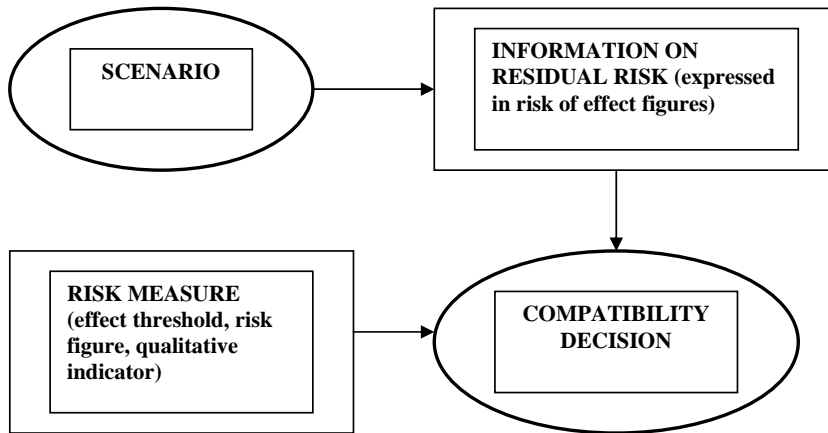 SCENARIO
INFORMATION ON
RESIDUAL RISK (expressed
in risk of effect figures)
RISK MEASURE
(effect threshold, risk
figure, qualitative
indicator)
COMPATIBILITY
DECISION